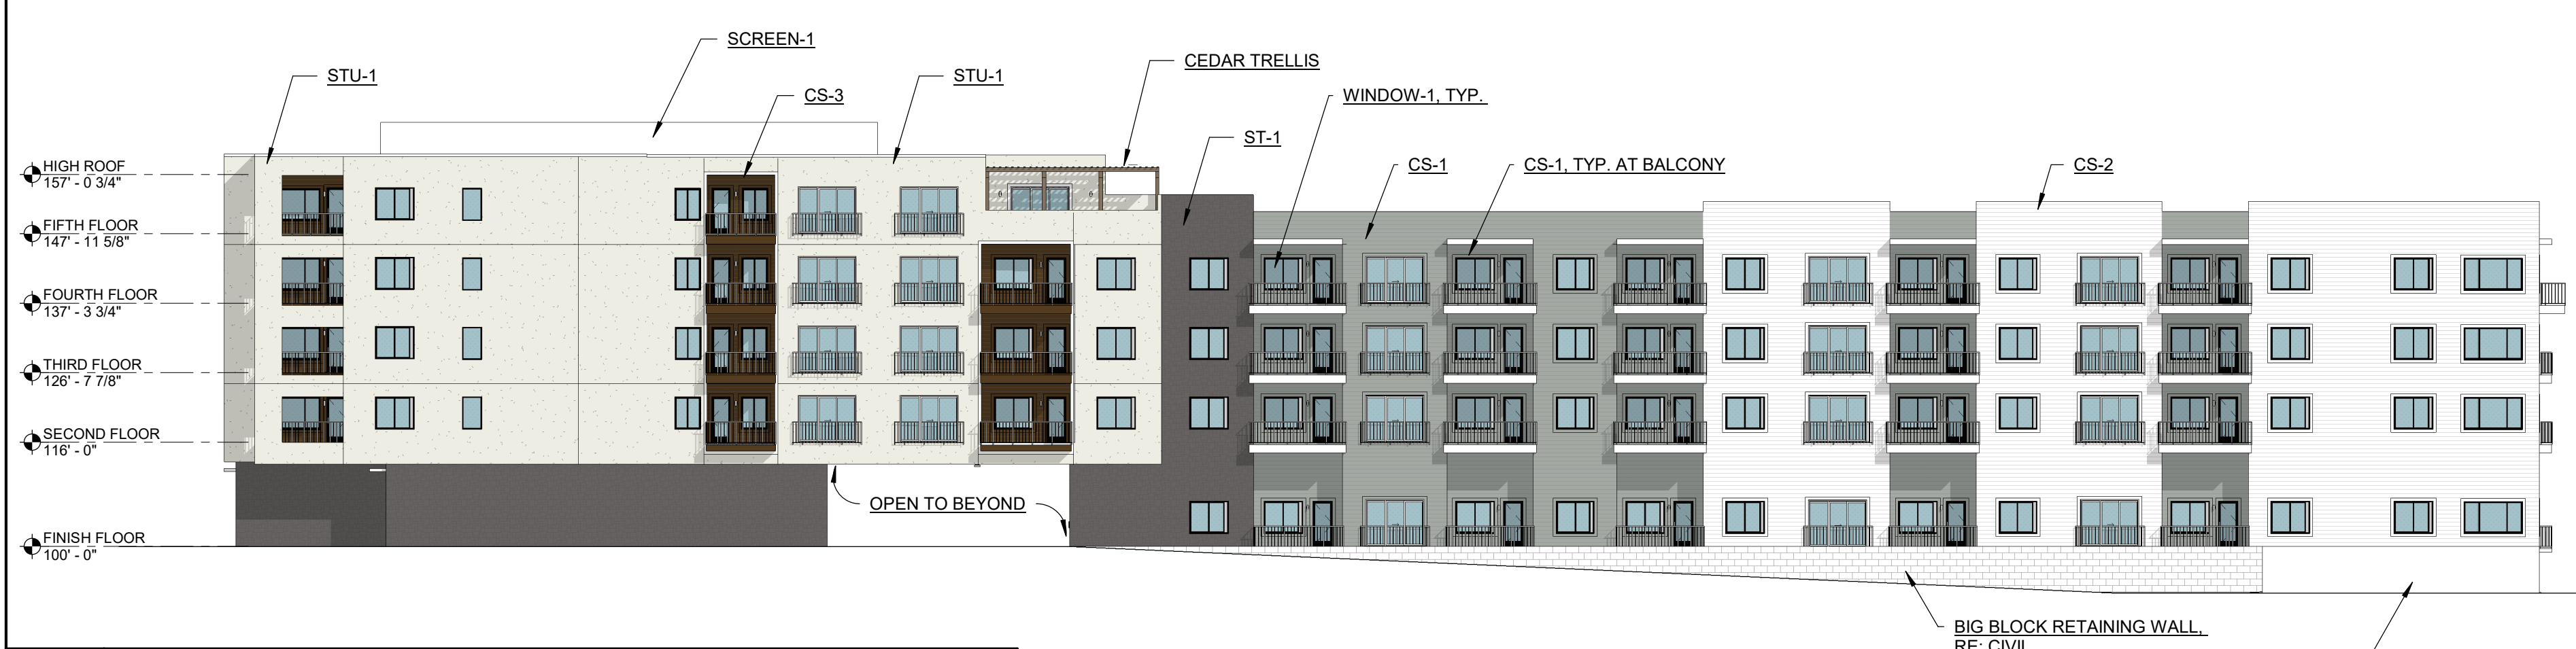 SCREEN-1
STU-1
CS-3
STU-1
CEDAR TRELLIS
WINDOW-1, TYP.
ST-1
CS-1
CS-1, TYP. AT BALCONY
CS-2
HIGH ROOF
157' - 0 3/4"
FIFTH FLOOR
147' - 11 5/8"
FOURTH FLOOR
137' - 3 3/4"
THIRD FLOOR
126' - 7 7/8"
SECOND FLOOR
116' - 0"
OPEN TO BEYOND
FINISH FLOOR
100' - 0"
BIG BLOCK RETAINING WALL,
RE: CIVIL